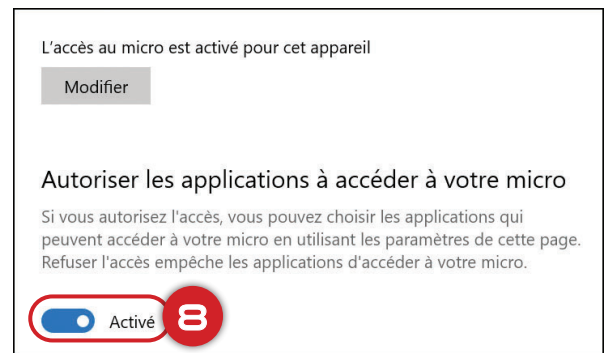 L'accès au micro est activé pour cet appareil
Modifier
Autoriser les applications à accéder à votre micro
Si vous autorisez l'accès, vous pouvez choisir les applications qui
peuvent accéder à votre micro en utilisant les paramètres de cette page.
Refuser l'accès empêche les applications d'accéder à votre micro.
Activé 8